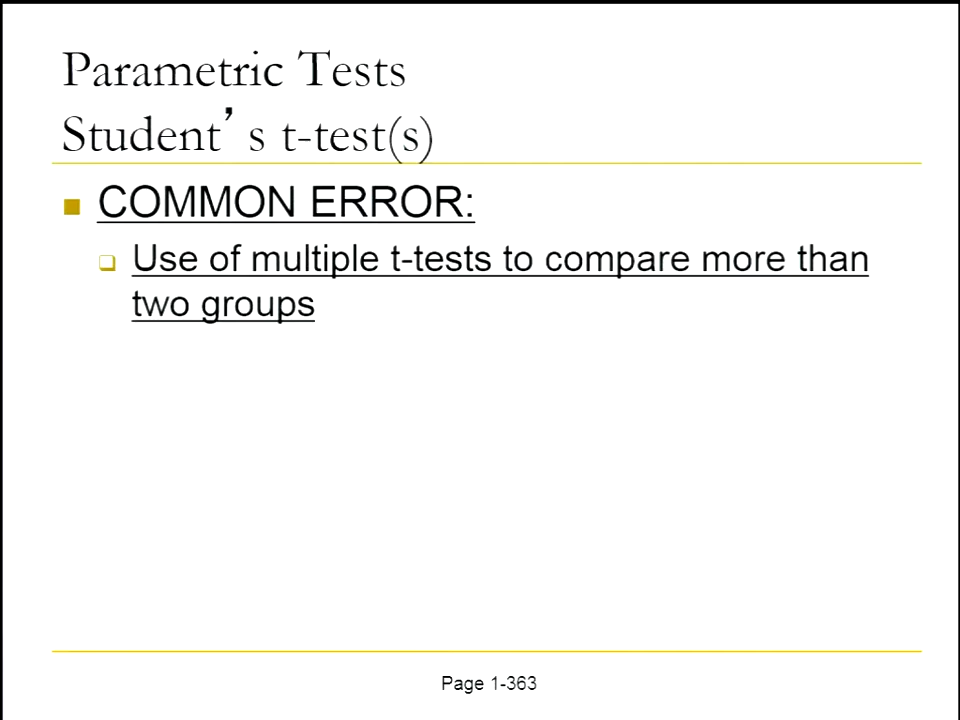 Parametric Tests
Student’s t-test(s)
COMMON ERROR:
Use of multiple t-tests to compare more than
two groups
Page 1-363